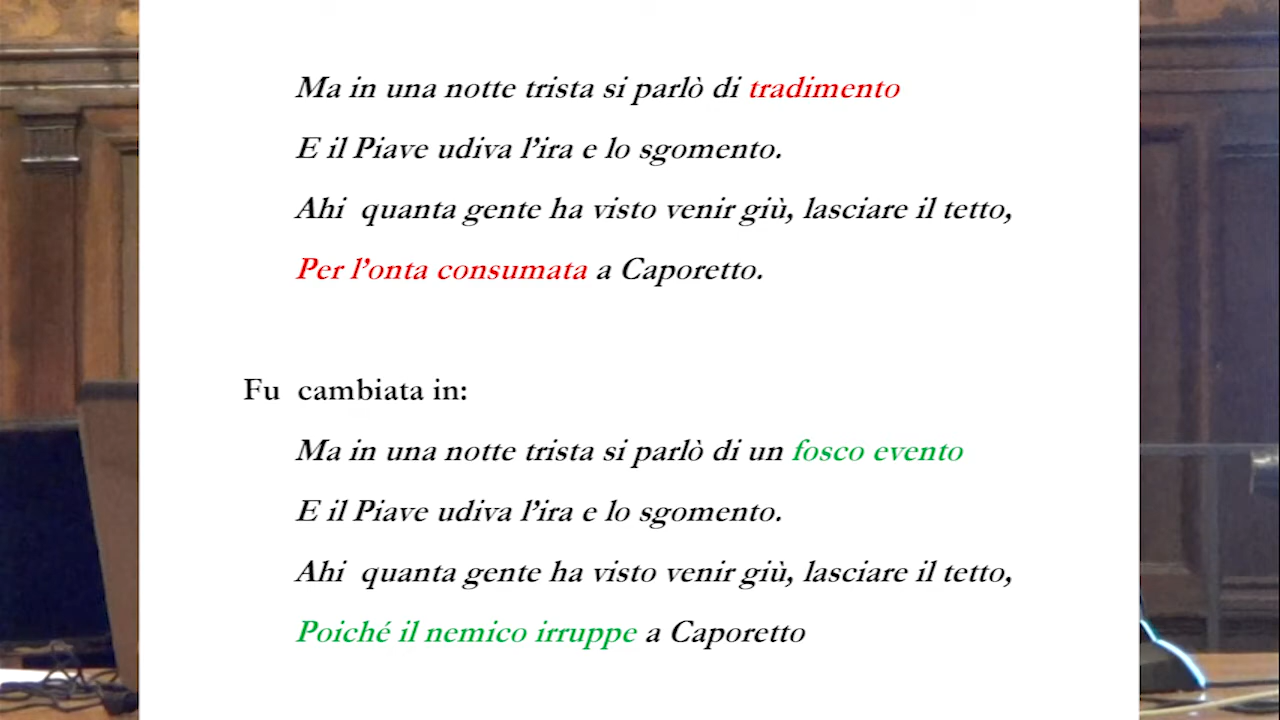 Ma in una notte trista si parlò di tradimento
E il Piave udiva l’ira e lo sgomento.
Ahi quanta gente ha visto venir giù, lasciare il tetto,
Per l’onta consumata a Caporetto.
Fu cambiata in:
Ma in una notte trista si parlò di un fosco evento
E il Piave udiva l’ira e lo sgomento.
Ahi quanta gente ha visto venir giù, lasciare il tetto,
Poiché il nemico irruppe a Caporetto